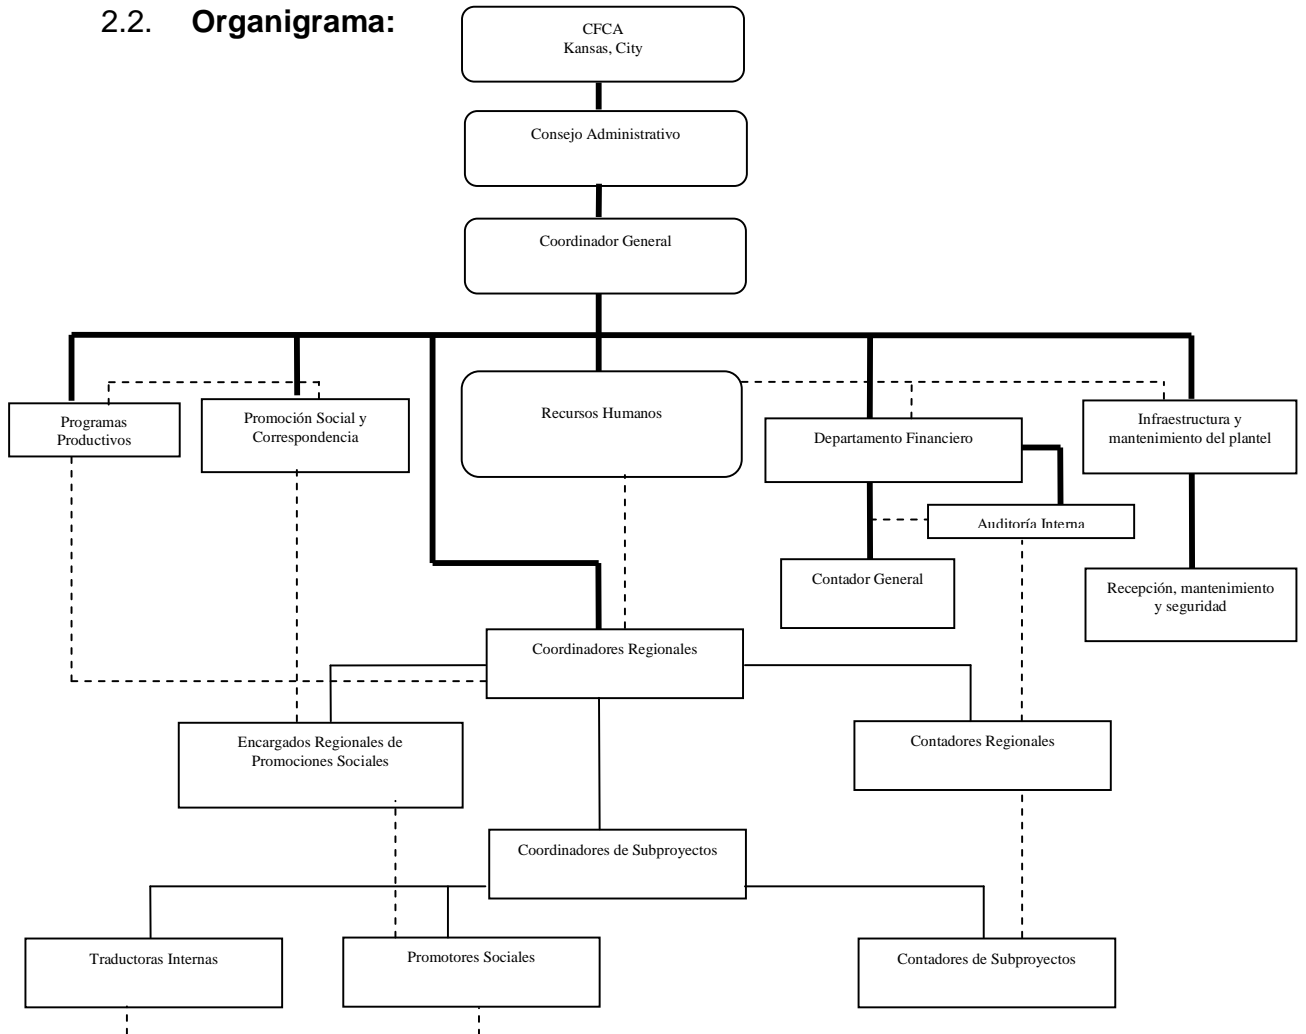 2.2. Organigrama:
CFCA
Kansas, City
Consejo Administrativo
Coordinador General
Programas
Productivos
Promoción Social y
Correspondencia
Recursos Humanos
Departamento Financiero
Infraestructura y
mantenimiento del plantel
Auditoría Interna
Contador General
Recepción, mantenimiento
y seguridad
Coordinadores Regionales
Encargados Regionales de
Promociones Sociales
Contadores Regionales
Coordinadores de Subproyectos
Traductoras Internas
Promotores Sociales
Contadores de Subproyectos